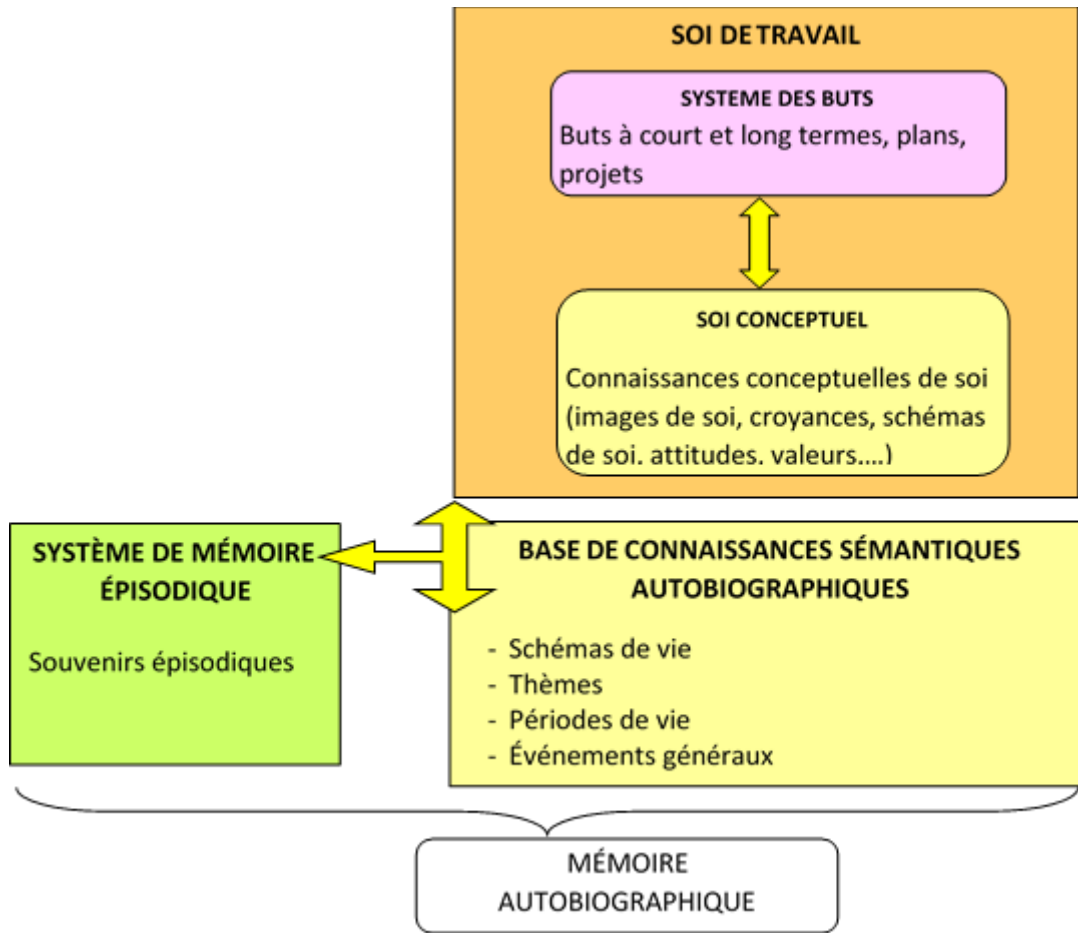 SOI DE TRAVAIL
SYSTEME DES BUTS
Buts à court et long termes, plans,
projets
SOI CONCEPTUEL
Connaissances conceptuelles de soi
(images de soi, croyances, schémas
de soi. attitudes. valeurs....)
SYSTÈME DE MÉMOIRE
ÉPISODIQUE
Souvenirs épisodiques
BASE DE CONNAISSANCES SÉMANTIQUES
AUTOBIOGRAPHIQUES
- Schémas de vie
- Thèmes
- Périodes de vie
- Événements généraux
MÉMOIRE
AUTOBIOGRAPHIQUE